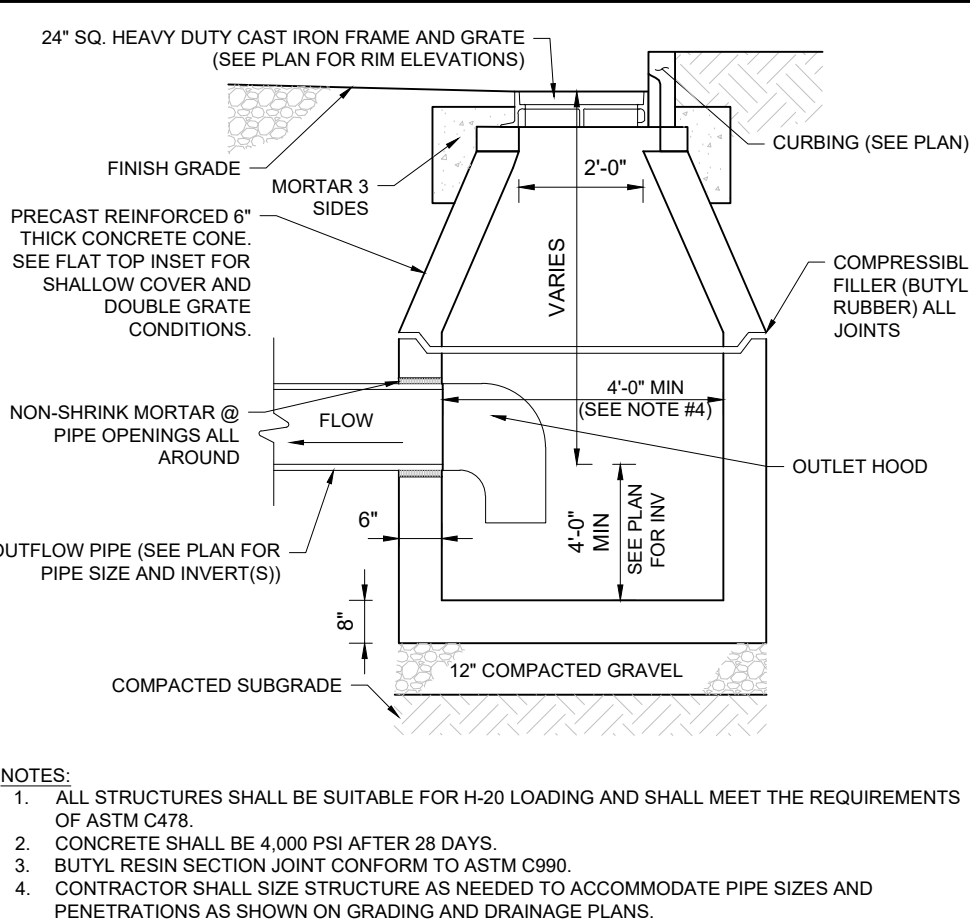 24" SQ. HEAVY DUTY CAST IRON FRAME AND GRATE
(SEE PLAN FOR RIM ELEVATIONS)
FINISH GRADE
MORTAR 3
SIDES
2'-0"
CURBING (SEE PLAN)
PRECAST REINFORCED 6"
THICK CONCRETE CONE.
SEE FLAT TOP INSET FOR
SHALLOW COVER AND
DOUBLE GRATE
CONDITIONS.
VARIES
COMPRESSIBL
FILLER (BUTYL
RUBBER) ALL
JOINTS
NON-SHRINK MORTAR @
PIPE OPENINGS ALL
AROUND
FLOW
4'-0" MIN
(SEE NOTE #4)
OUTLET HOOD
6"
4'-0"
MIN
SEE PLAN
FOR INV
OUTFLOW PIPE (SEE PLAN FOR
PIPE SIZE AND INVERT(S))
8"
12" COMPACTED GRAVEL
COMPACTED SUBGRADE
NOTES:
1. ALL STRUCTURES SHALL BE SUITABLE FOR H-20 LOADING AND SHALL MEET THE REQUIREMENTS
OF ASTM C478.
2. CONCRETE SHALL BE 4,000 PSI AFTER 28 DAYS.
3. BUTYL RESIN SECTION JOINT CONFORM TO ASTM C990.
4. CONTRACTOR SHALL SIZE STRUCTURE AS NEEDED TO ACCOMMODATE PIPE SIZES AND
PENETRATIONS AS SHOWN ON GRADING AND DRAINAGE PLANS.